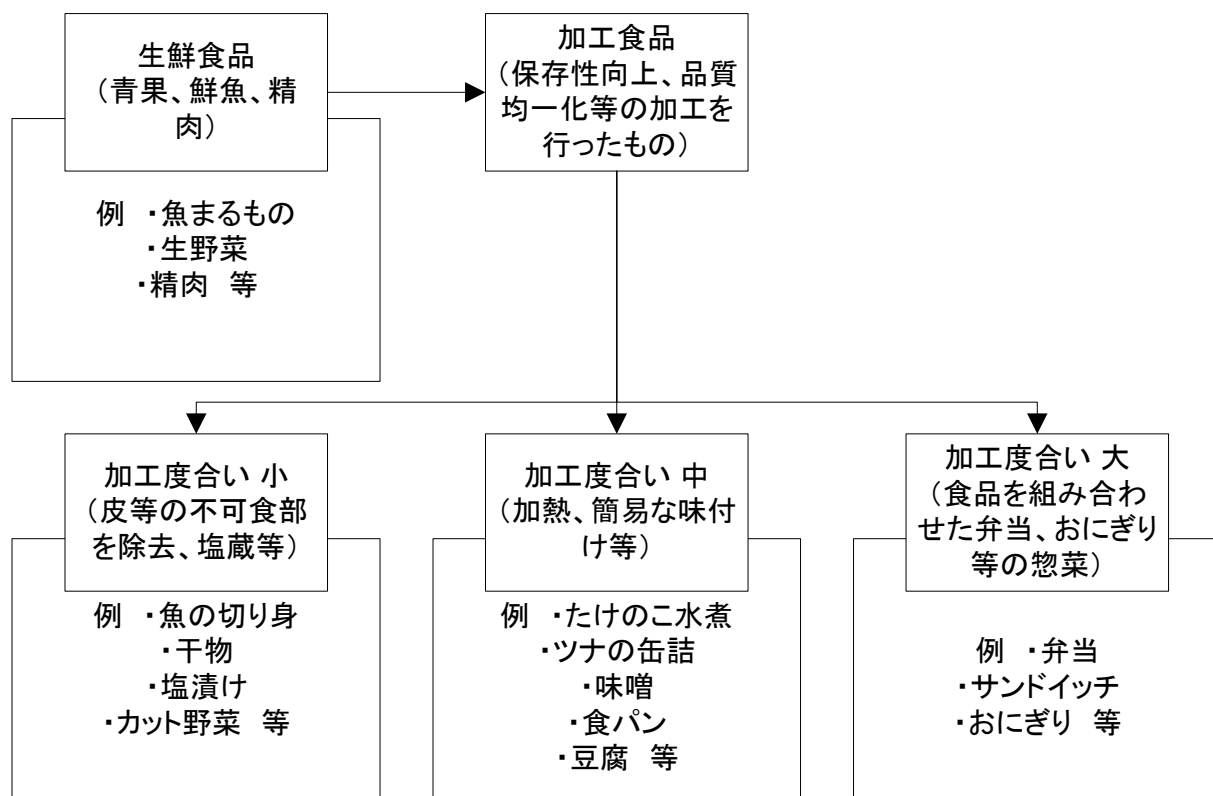 生鮮食品
（青果、鮮魚、精
肉）
加工食品
（保存性向上、品質
均一化等の加工を
行ったもの）
例　・魚まるもの
・生野菜
・精肉　等
加工度合い 小
（皮等の不可食部
を除去、塩蔵等）
加工度合い 中
（加熱、簡易な味付
け等）
加工度合い 大
（食品を組み合わ
せた弁当、おにぎり
等の惣菜）
例　・魚の切り身
・干物
・塩漬け
・カット野菜　等
例　・たけのこ水煮
・ツナの缶詰
・味噌
・食パン
・豆腐　等
例　・弁当
・サンドイッチ
・おにぎり　等